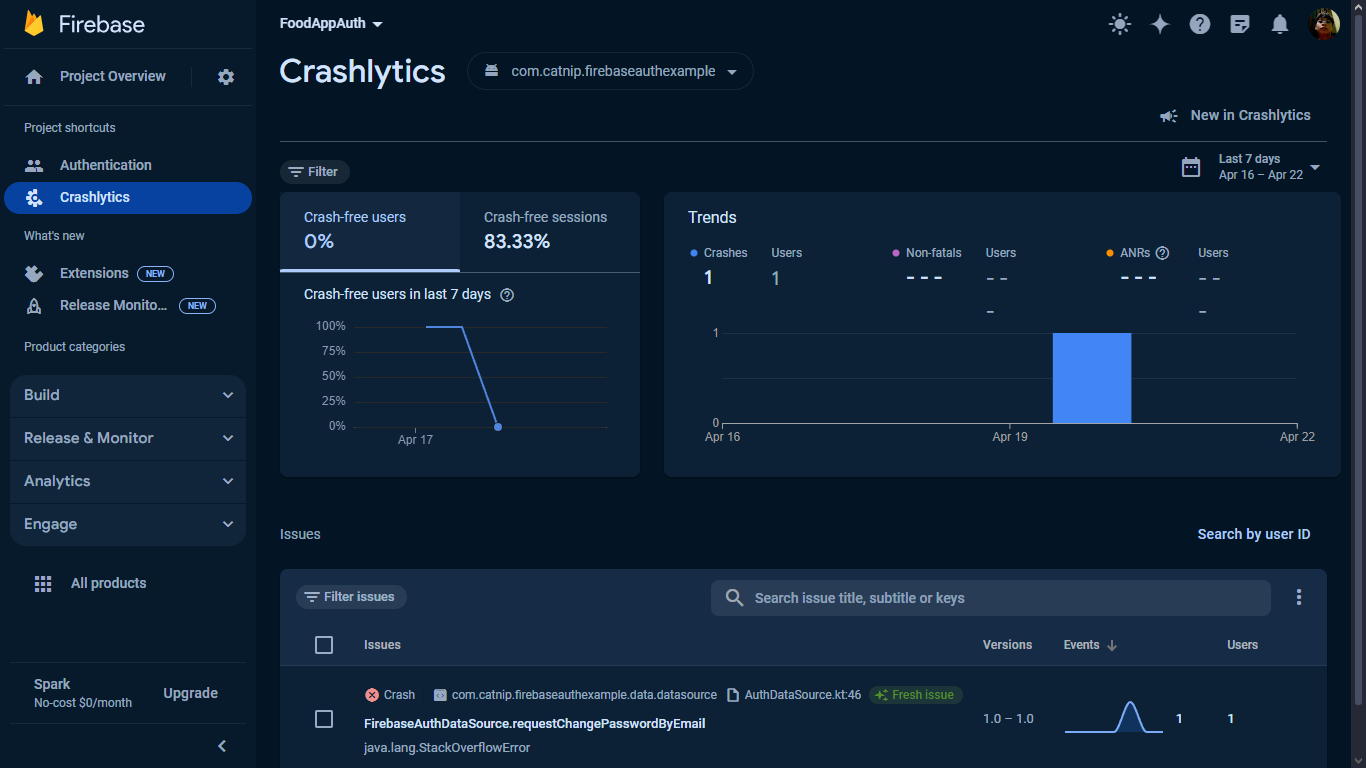 Firebase
FoodAppAuth
Project Overview
Crashlytics
com.catnip.firebaseauthexample
New in Crashlytics
Project shortcuts
Authentication
Crashlytics
What's new
Extensions NEW
Release Monito... NEW
Product categories
Build
Release & Monitor
Analytics
Engage
All products
Spark
No-cost $0/month
Upgrade
Filter
Last 7 days
Apr 16 – Apr 22
Crash-free users
0%
Crash-free sessions
83.33%
Crash-free users in last 7 days
100%
75%
50%
25%
0%
Apr 17
Trends
Crashes Users
1 1
Non-fatals Users
--- --
-
ANRs Users
--- --
-
1
0
Apr 16 Apr 19 Apr 22
Issues
Search by user ID
Filter issues
Search issue title, subtitle or keys
Issues Versions Events Users
Crash com.catnip.firebaseauthexample.data.datasource AuthDataSource.kt:46 Fresh issue
FirebaseAuthDataSource.requestChangePasswordByEmail
java.lang.StackOverflowError
1.0 – 1.0 1 1